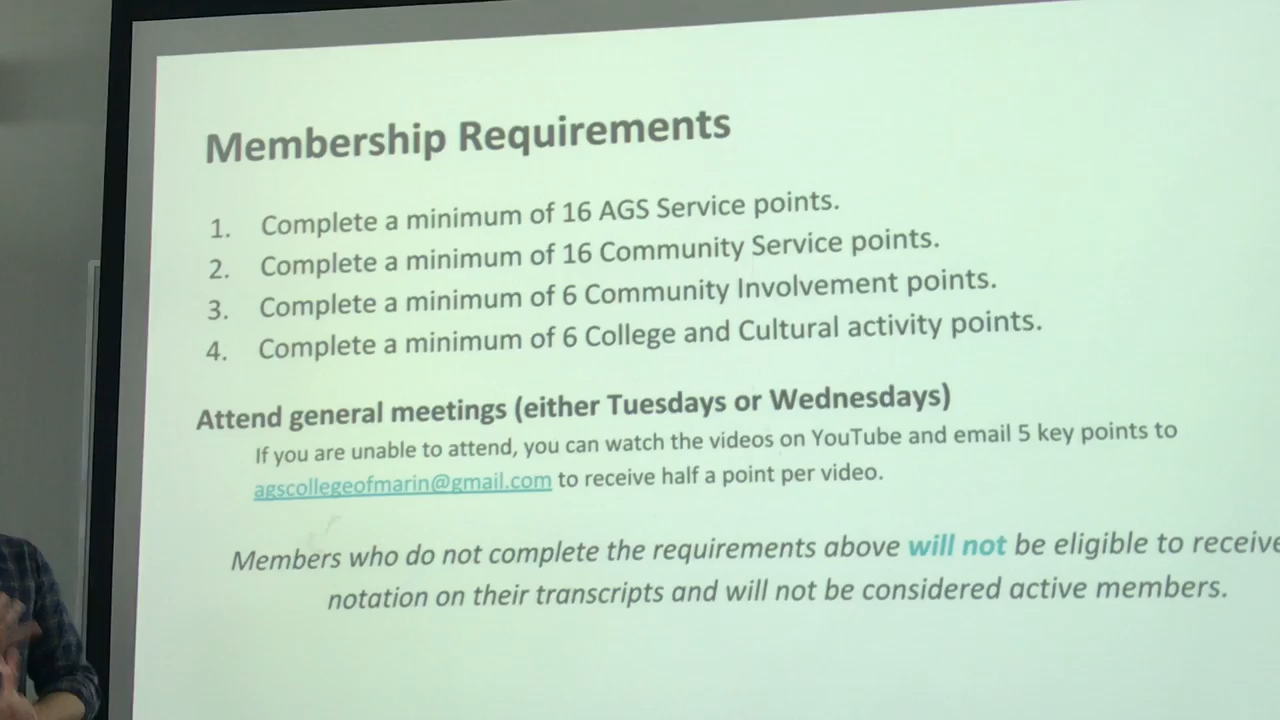 Membership Requirements
1. Complete a minimum of 16 AGS Service points.
2. Complete a minimum of 16 Community Service points.
3. Complete a minimum of 6 Community Involvement points.
4. Complete a minimum of 6 College and Cultural activity points.
Attend general meetings (either Tuesdays or Wednesdays)
If you are unable to attend, you can watch the videos on YouTube and email 5 key points to
agscollegeofmarin@gmail.com to receive half a point per video.
Members who do not complete the requirements above will not be eligible to receive
notation on their transcripts and will not be considered active members.